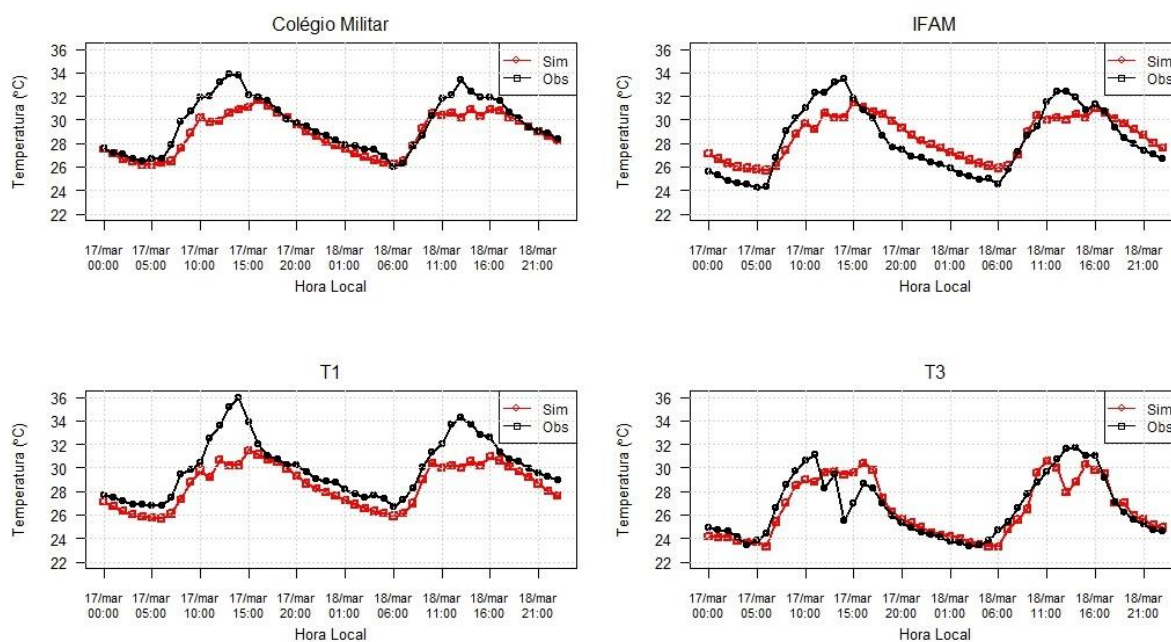 Colégio Militar
Temperatura (ºC)
36
34
32
30
28
26
24
22
Sim
Obs
17/mar 17/mar 17/mar 17/mar 17/mar 18/mar 18/mar 18/mar 18/mar 18/mar
00:00 05:00 10:00 15:00 20:00 01:00 06:00 11:00 16:00 21:00
Hora Local
IFAM
Temperatura (ºC)
36
34
32
30
28
26
24
22
Sim
Obs
17/mar 17/mar 17/mar 17/mar 17/mar 18/mar 18/mar 18/mar 18/mar 18/mar
00:00 05:00 10:00 15:00 20:00 01:00 06:00 11:00 16:00 21:00
Hora Local
T1
Temperatura (ºC)
36
34
32
30
28
26
24
22
Sim
Obs
17/mar 17/mar 17/mar 17/mar 17/mar 18/mar 18/mar 18/mar 18/mar 18/mar
00:00 05:00 10:00 15:00 20:00 01:00 06:00 11:00 16:00 21:00
Hora Local
T3
Temperatura (ºC)
36
34
32
30
28
26
24
22
Sim
Obs
17/mar 17/mar 17/mar 17/mar 17/mar 18/mar 18/mar 18/mar 18/mar 18/mar
00:00 05:00 10:00 15:00 20:00 01:00 06:00 11:00 16:00 21:00
Hora Local